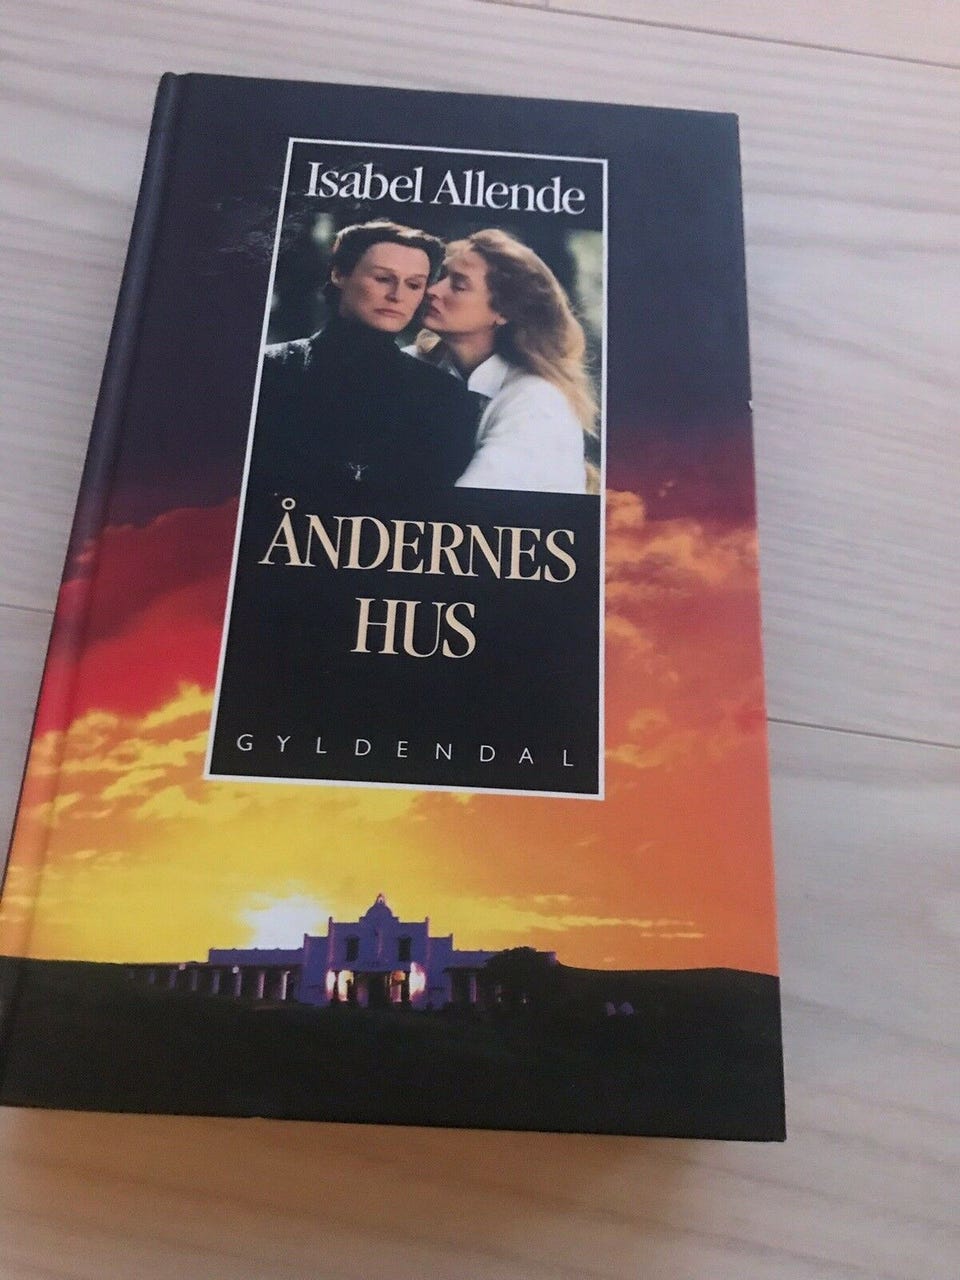 Isabel Allende
ÅNDERNES
HUS
GYLDENDAL